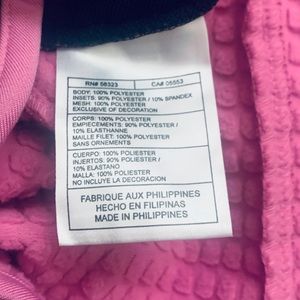 RN# 56323 CA# 05553
BODY: 100% POLYESTER
INSETS: 90% POLYESTER / 10% SPANDEX
MESH: 100% POLYESTER
EXCLUSIVE OF DECORATION
CORPS: 100% POLYESTER
EMPIECEMENTS: 90% POLYESTER /
10% ELASTHANNE
MAILLE FILET: 100% POLYESTER
SANS ORNEMENTS
CUERPO: 100% POLIESTER
INJERTOS: 90% POLIESTER /
10% ELASTANO
MALLA: 100% POLIESTER
NO INCLUYE LA DECORACION
FABRIQUE AUX PHILIPPINES
HECHO EN FILIPINAS
MADE IN PHILIPPINES